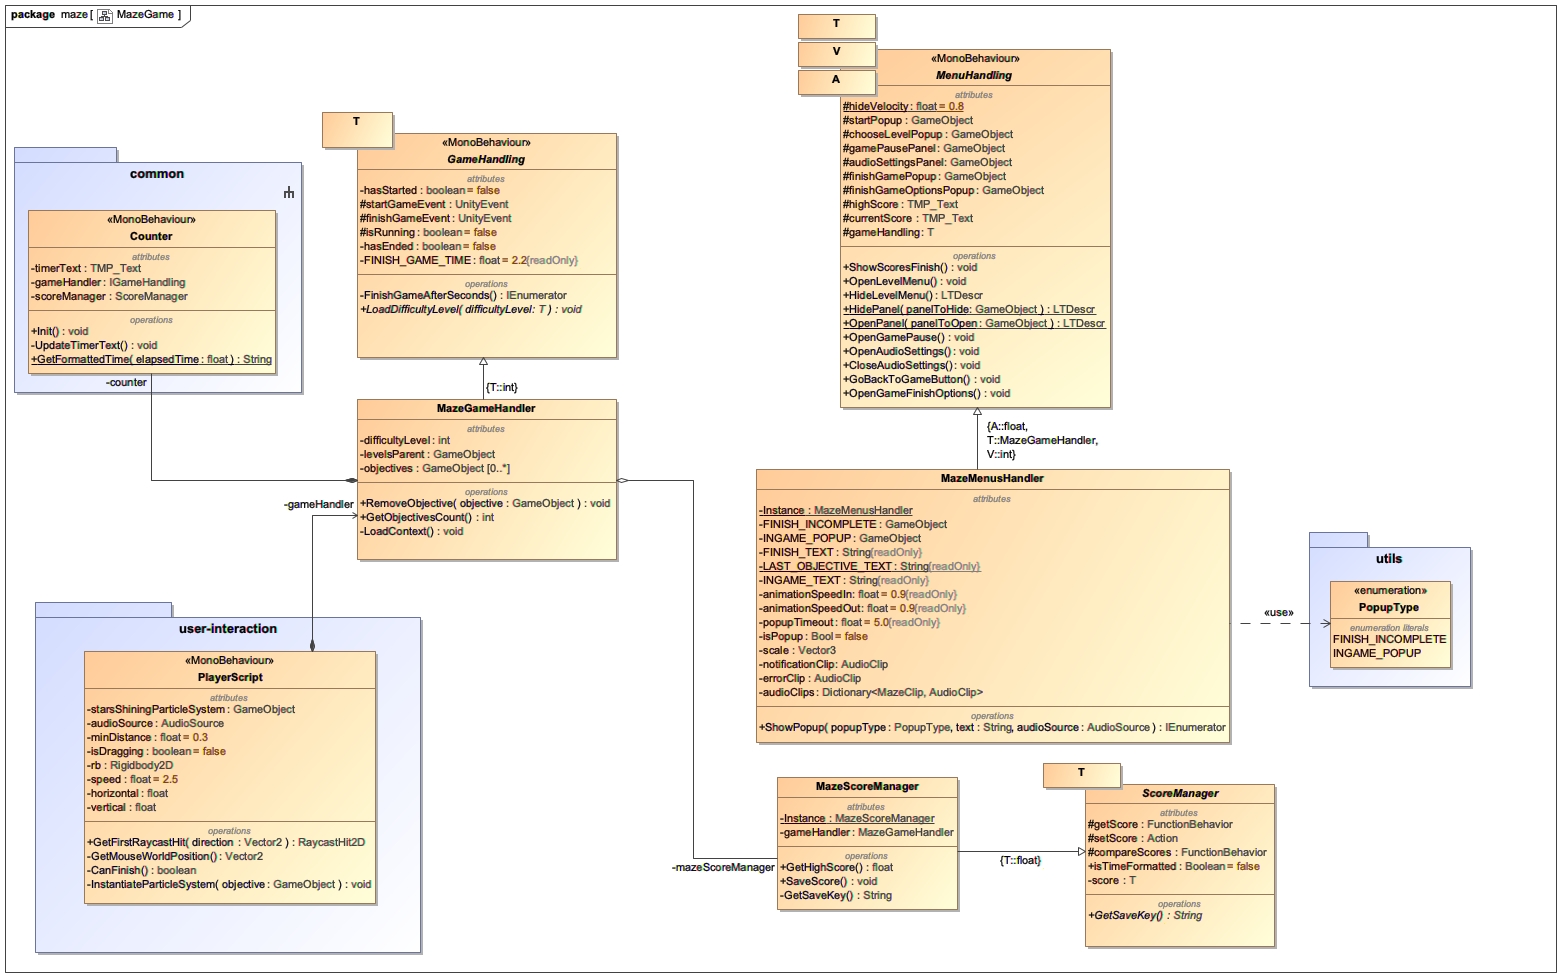 package maze [ MazeGame ]
T
V
A
«MonoBehaviour»
MenuHandling
attributes
#hideVelocity : float = 0.8
#startPopup : GameObject
#chooseLevelPopup : GameObject
#gamePausePanel : GameObject
#audioSettingsPanel : GameObject
#finishGamePopup : GameObject
#finishGameOptionsPopup : GameObject
#highScore : TMP_Text
#currentScore : TMP_Text
#gameHandling : T
operations
+ShowScoresFinish() : void
+OpenLevelMenu() : void
+HideLevelMenu() : LTDescr
+HidePanel( panelToHide : GameObject ) : LTDescr
+OpenPanel( panelToOpen : GameObject ) : LTDescr
+OpenGamePause() : void
+OpenAudioSettings() : void
+CloseAudioSettings() : void
+GoBackToGameButton() : void
+OpenGameFinishOptions() : void
T
«MonoBehaviour»
GameHandling
attributes
-hasStarted : boolean = false
#startGameEvent : UnityEvent
#finishGameEvent : UnityEvent
#isRunning : boolean = false
-hasEnded : boolean = false
-FINISH_GAME_TIME : float = 2.2{readOnly}
operations
-FinishGameAfterSeconds() : IEnumerator
+LoadDifficultyLevel( difficultyLevel : T ) : void
common
«MonoBehaviour»
Counter
attributes
-timerText : TMP_Text
-gameHandler : IGameHandling
-scoreManager : ScoreManager
operations
+Init() : void
-UpdateTimerText() : void
+GetFormattedTime( elapsedTime : float ) : String
-counter
{T::int}
MazeGameHandler
attributes
-difficultyLevel : int
-levelsParent : GameObject
-objectives : GameObject [0..*]
operations
+RemoveObjective( objective : GameObject ) : void
+GetObjectivesCount() : int
-LoadContext() : void
-gameHandler
{A::float,
T::MazeGameHandler,
V::int}
MazeMenusHandler
attributes
-Instance : MazeMenusHandler
-FINISH_INCOMPLETE : GameObject
-INGAME_POPUP : GameObject
-FINISH_TEXT : String{readOnly}
-LAST_OBJECTIVE_TEXT : String{readOnly}
-INGAME_TEXT : String{readOnly}
-animationSpeedIn : float = 0.9{readOnly}
-animationSpeedOut : float = 0.9{readOnly}
-popupTimeout : float = 5.0{readOnly}
-isPopup : Bool = false
-scale : Vector3
-notificationClip : AudioClip
-errorClip : AudioClip
-audioClips : Dictionary<MazeClip, AudioClip>
operations
+ShowPopup( popupType : PopupType, text : String, audioSource : AudioSource ) : IEnumerator
«use»
utils
«enumeration»
PopupType
enumeration literals
FINISH_INCOMPLETE
INGAME_POPUP
user-interaction
«MonoBehaviour»
PlayerScript
attributes
-starsShiningParticleSystem : GameObject
-audioSource : AudioSource
-minDistance : float = 0.3
-isDragging : boolean = false
-rb : Rigidbody2D
-speed : float = 2.5
-horizontal : float
-vertical : float
operations
+GetFirstRaycastHit( direction : Vector2 ) : RaycastHit2D
-GetMouseWorldPosition() : Vector2
-CanFinish() : boolean
-InstantiateParticleSystem( objective : GameObject ) : void
-mazeScoreManager
MazeScoreManager
attributes
-Instance : MazeScoreManager
-gameHandler : MazeGameHandler
operations
+GetHighScore() : float
+SaveScore() : void
-GetSaveKey() : String
{T::float}
T
ScoreManager
attributes
#getScore : FunctionBehavior
#setScore : Action
#compareScores : FunctionBehavior
+isTimeFormatted : Boolean = false
-score : T
operations
+GetSaveKey() : String